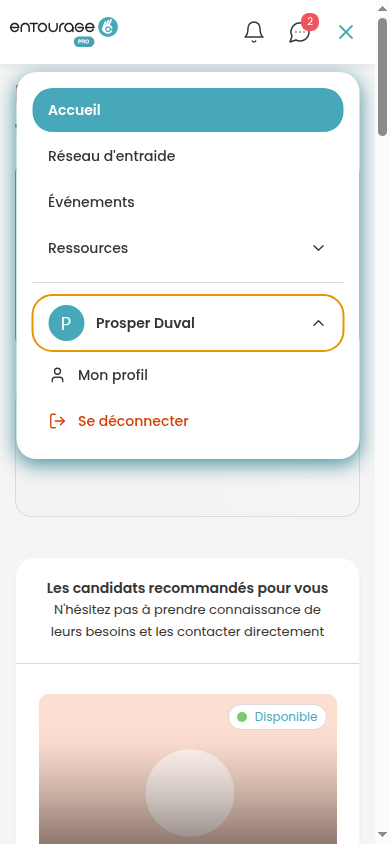 entourage
PRO
2
Accueil
Réseau d'entraide
Événements
Ressources
P
Prosper Duval
Mon profil
Se déconnecter
Les candidats recommandés pour vous
N'hésitez pas à prendre connaissance de
leurs besoins et les contacter directement
Disponible